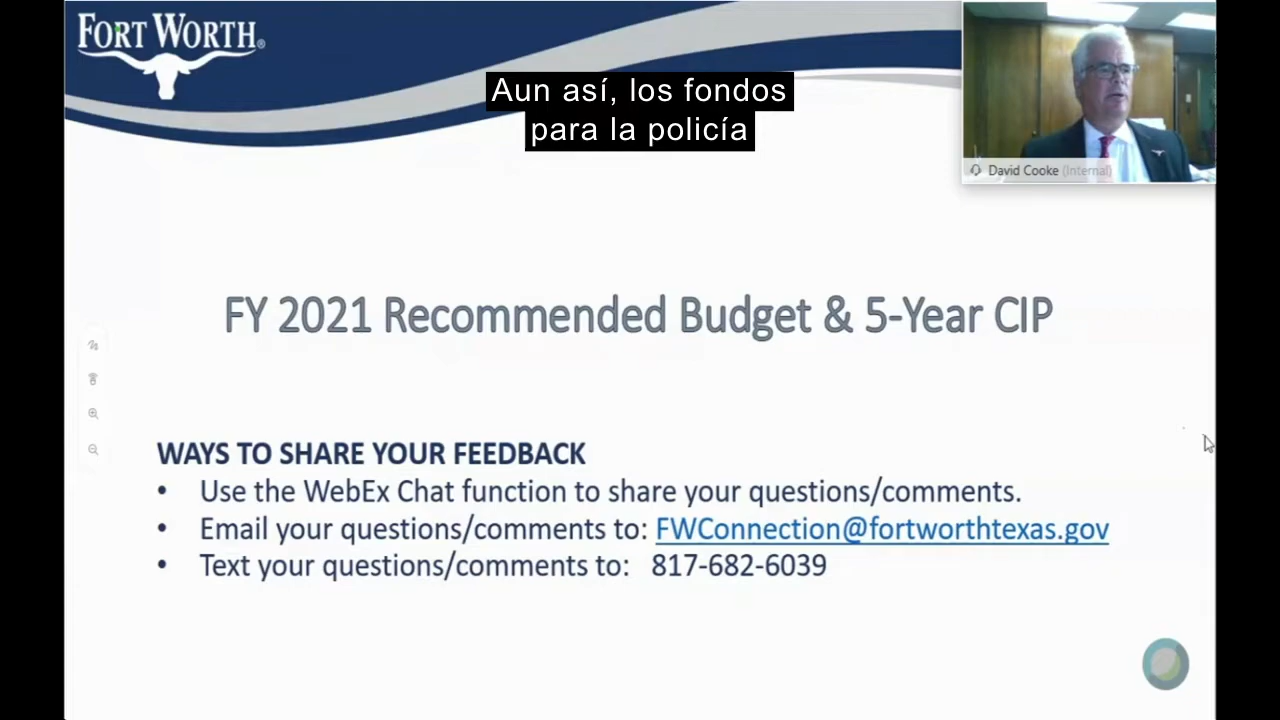 FORT WORTH®
Aun así, los fondos
para la policía
David Cooke (Internal)
FY 2021 Recommended Budget & 5-Year CIP
WAYS TO SHARE YOUR FEEDBACK
• Use the WebEx Chat function to share your questions/comments.
• Email your questions/comments to: FWConnection@fortworthtexas.gov
• Text your questions/comments to: 817-682-6039